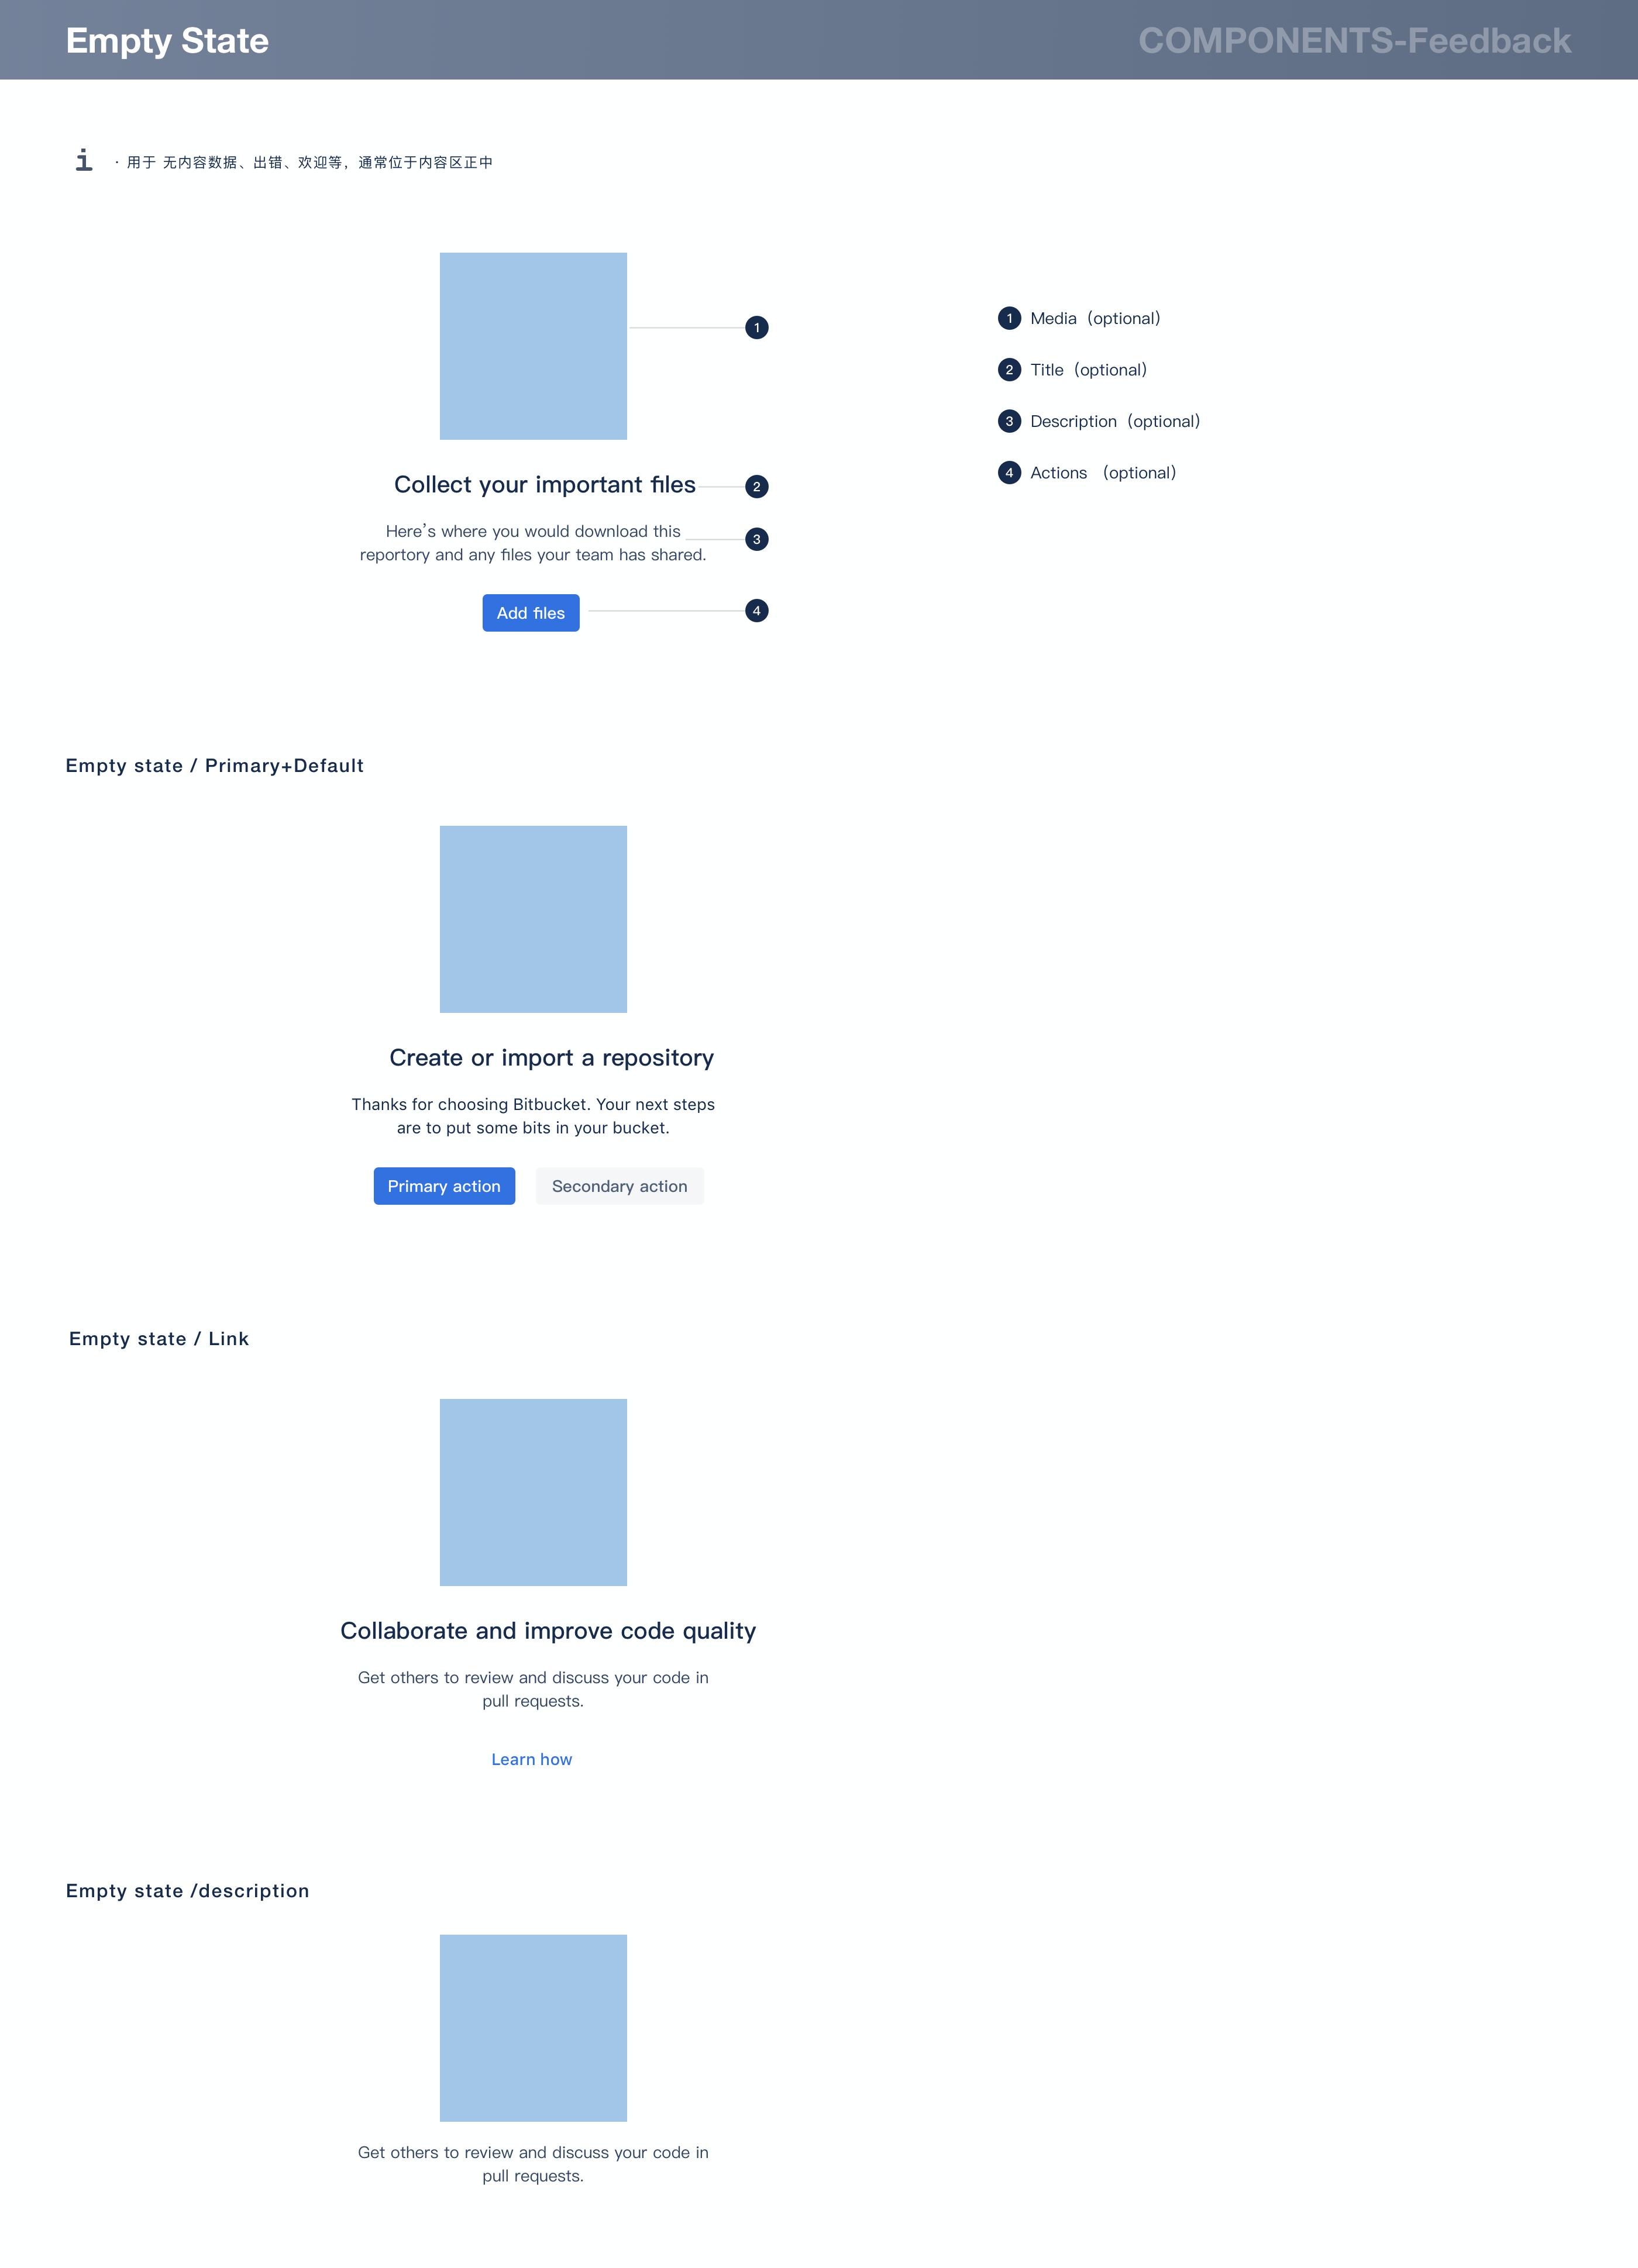 Empty State
COMPONENTS-Feedback
i
· 用于 无内容数据、出错、欢迎等，通常位于内容区正中
1
Collect your important files
2
Here's where you would download this
reportory and any files your team has shared.
3
Add files
4
1 Media（optional）
2 Title（optional）
3 Description（optional）
4 Actions （optional）
Empty state / Primary+Default
Create or import a repository
Thanks for choosing Bitbucket. Your next steps
are to put some bits in your bucket.
Primary action
Secondary action
Empty state / Link
Collaborate and improve code quality
Get others to review and discuss your code in
pull requests.
Learn how
Empty state /description
Get others to review and discuss your code in
pull requests.